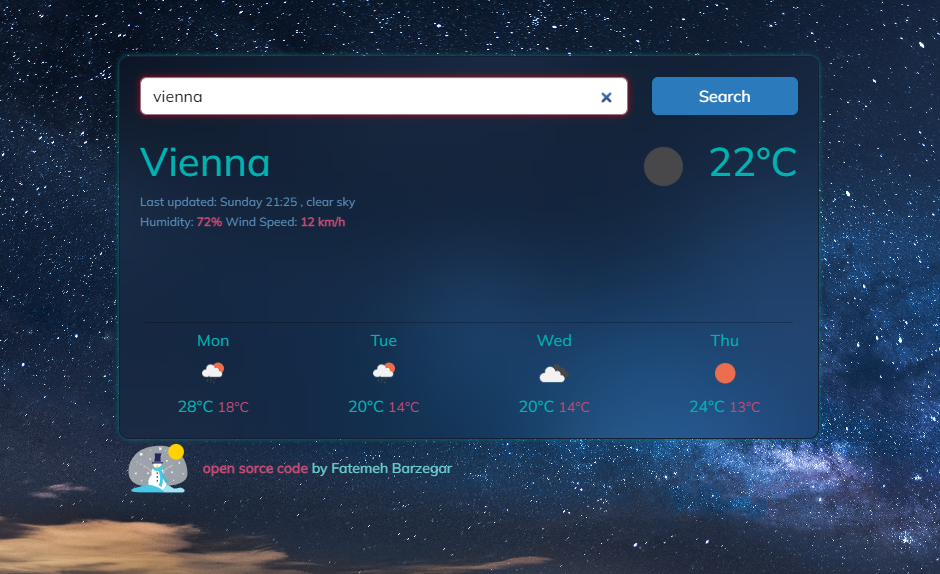 vienna
Search
Vienna
22°C
Last updated: Sunday 21:25 , clear sky
Humidity: 72% Wind Speed: 12 km/h
Mon Tue Wed Thu
28°C 18°C 20°C 14°C 20°C 14°C 24°C 13°C
open sorce code by Fatemeh Barzegar